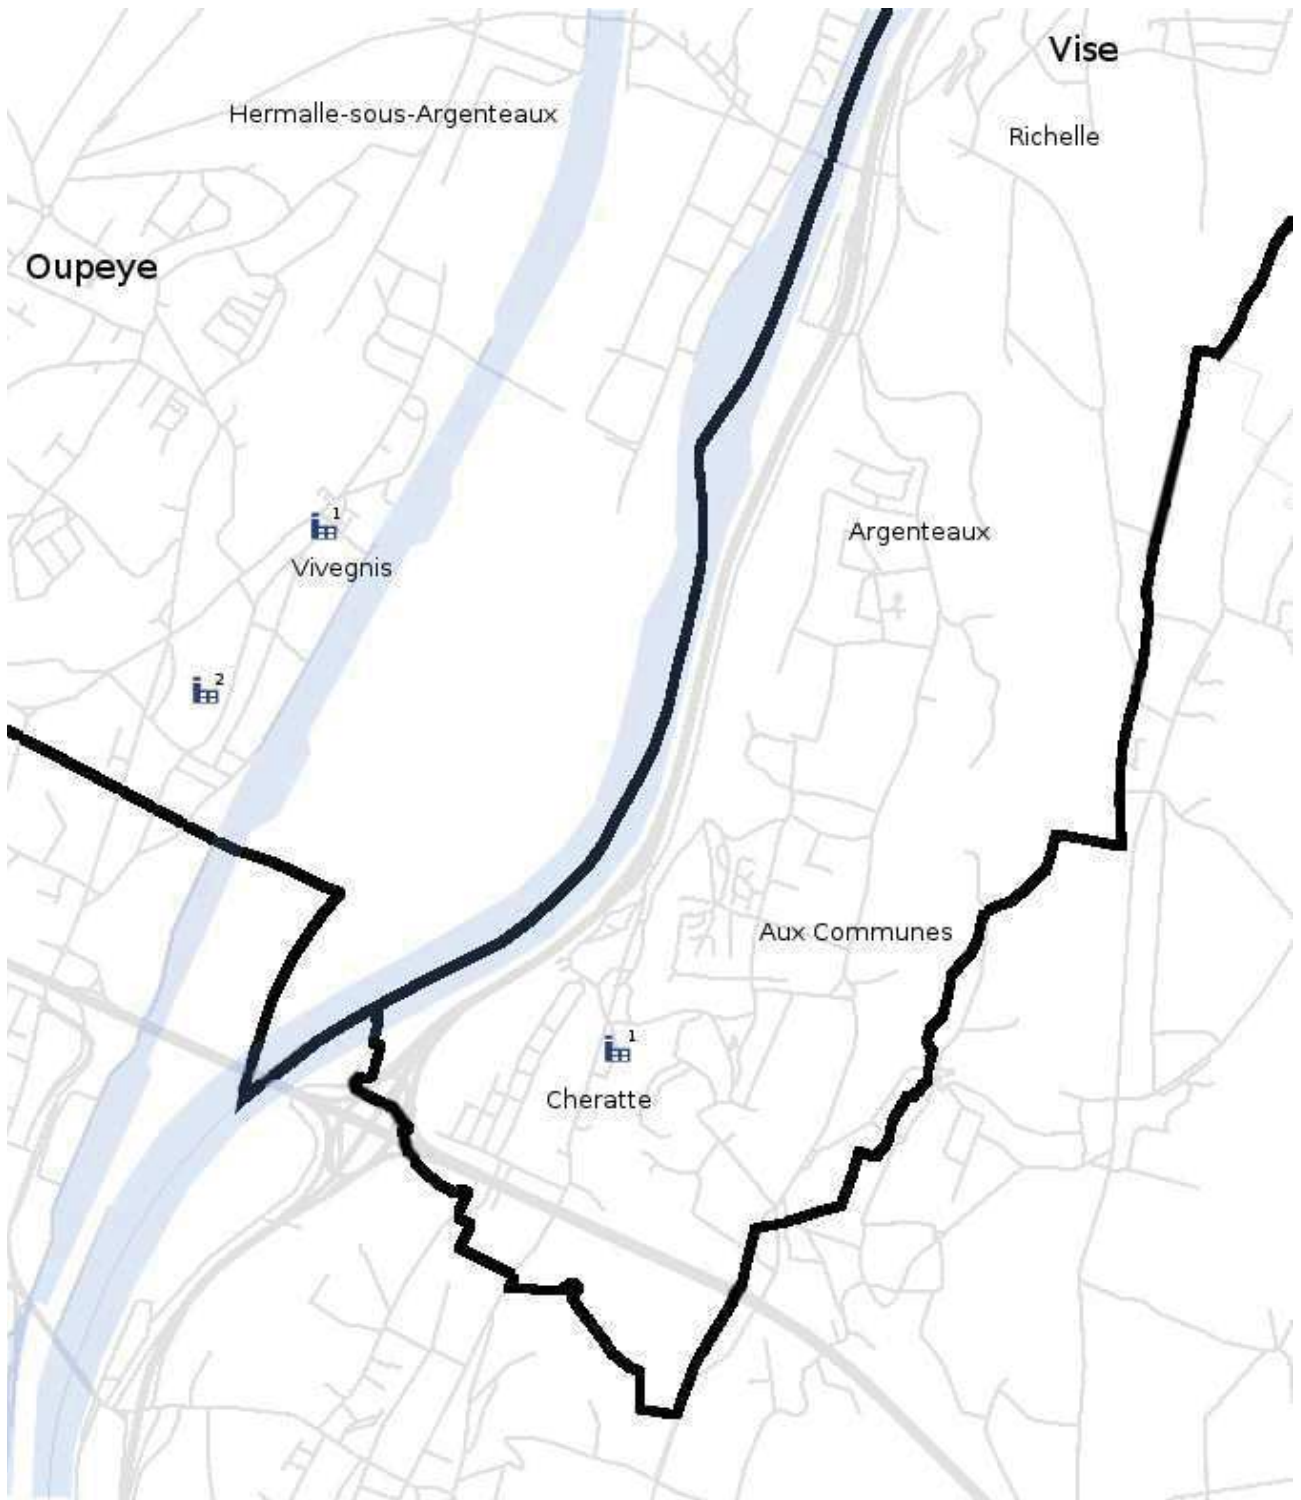 Vise
Hermalle-sous-Argenteaux
Richelle
Oupeye
1
Argenteaux
Vivegnis
2
Aux Communes
1
Cheratte